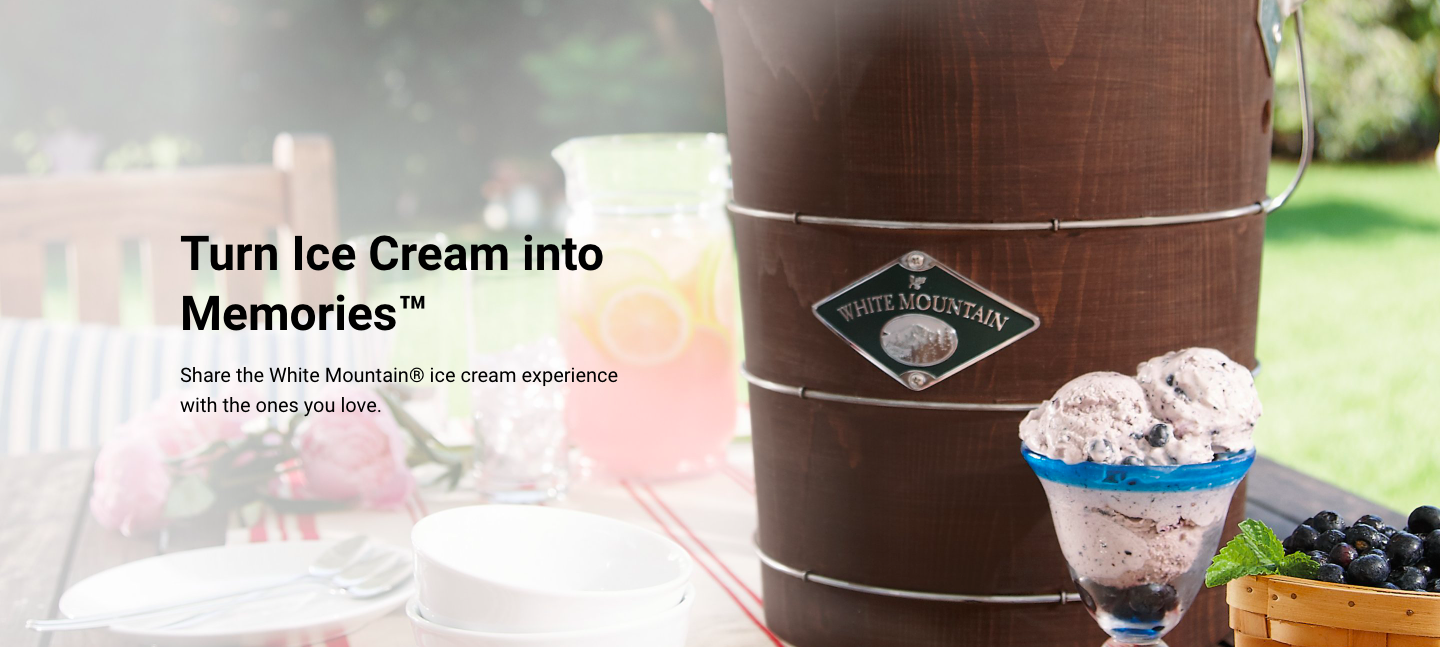 Turn Ice Cream into
Memories™
Share the White Mountain® ice cream experience
with the ones you love.
WHITE MOUNTAIN